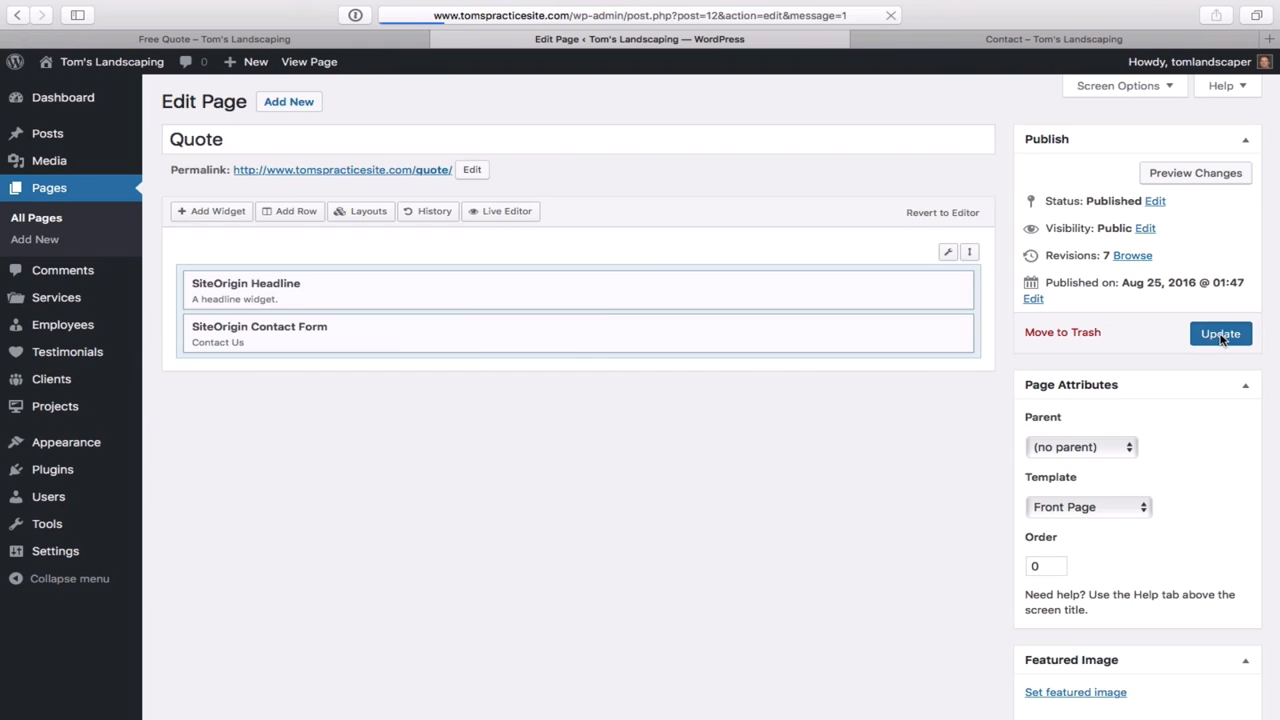 www.tomspracticesite.com/wp-admin/post.php?post=12&action=edit&message=1
Free Quote – Tom's Landscaping
Edit Page ‹ Tom's Landscaping — WordPress
Contact – Tom's Landscaping
Tom's Landscaping
0
New
View Page
Howdy, tomlandscaper
Dashboard
Posts
Media
Pages
All Pages
Add New
Comments
Services
Employees
Testimonials
Clients
Projects
Appearance
Plugins
Users
Tools
Settings
Collapse menu
Screen Options
Help
Edit Page
Add New
Quote
Permalink: http://www.tomspracticesite.com/quote/ Edit
Add Widget
Add Row
Layouts
History
Live Editor
Revert to Editor
SiteOrigin Headline
A headline widget.
SiteOrigin Contact Form
Contact Us
Publish
Preview Changes
Status: Published Edit
Visibility: Public Edit
Revisions: 7 Browse
Published on: Aug 25, 2016 @ 01:47
Edit
Move to Trash
Update
Page Attributes
Parent
(no parent)
Template
Front Page
Order
0
Need help? Use the Help tab above the
screen title.
Featured Image
Set featured image